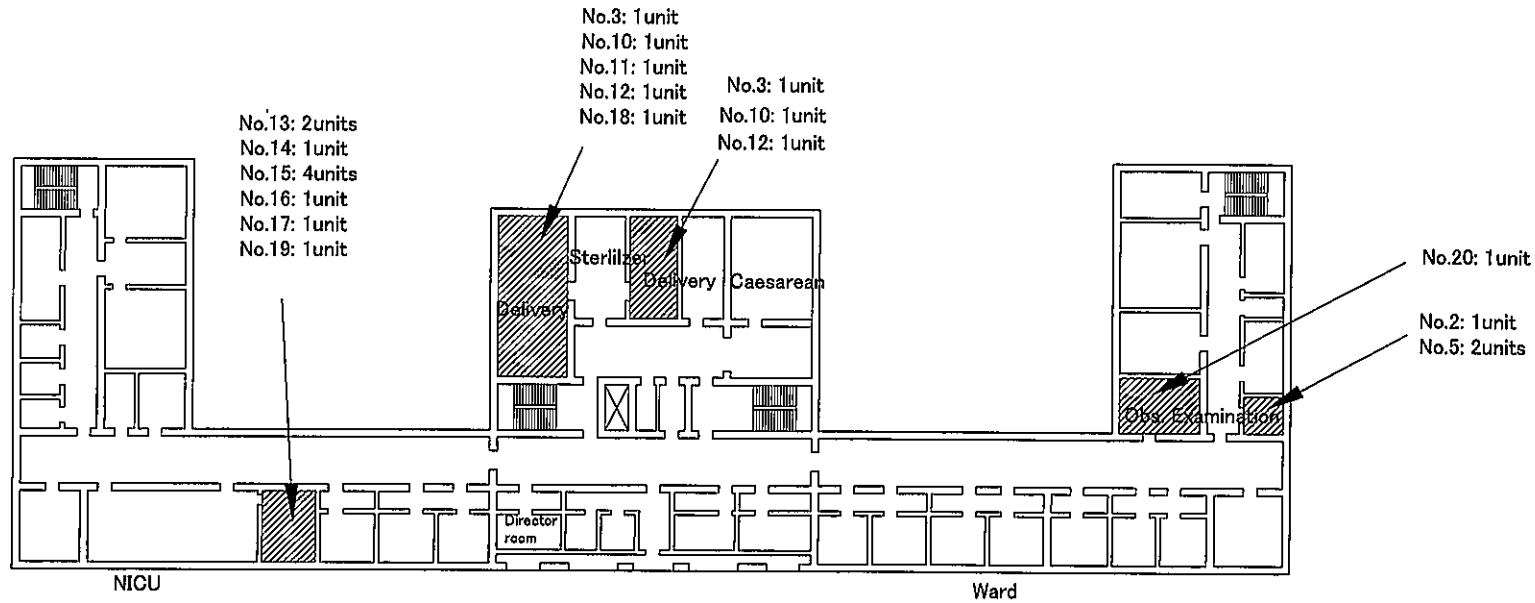 No.3: 1unit
No.10: 1unit
No.11: 1unit
No.12: 1unit
No.18: 1unit
No.3: 1unit
No.10: 1unit
No.12: 1unit
No.13: 2units
No.14: 1unit
No.15: 4units
No.16: 1unit
No.17: 1unit
No.19: 1unit
Sterlilzer
Delivery
Delivery
Caesarean
No.20: 1unit
No.2: 1unit
No.5: 2units
Obs. Examination
Director
room
NICU
Ward